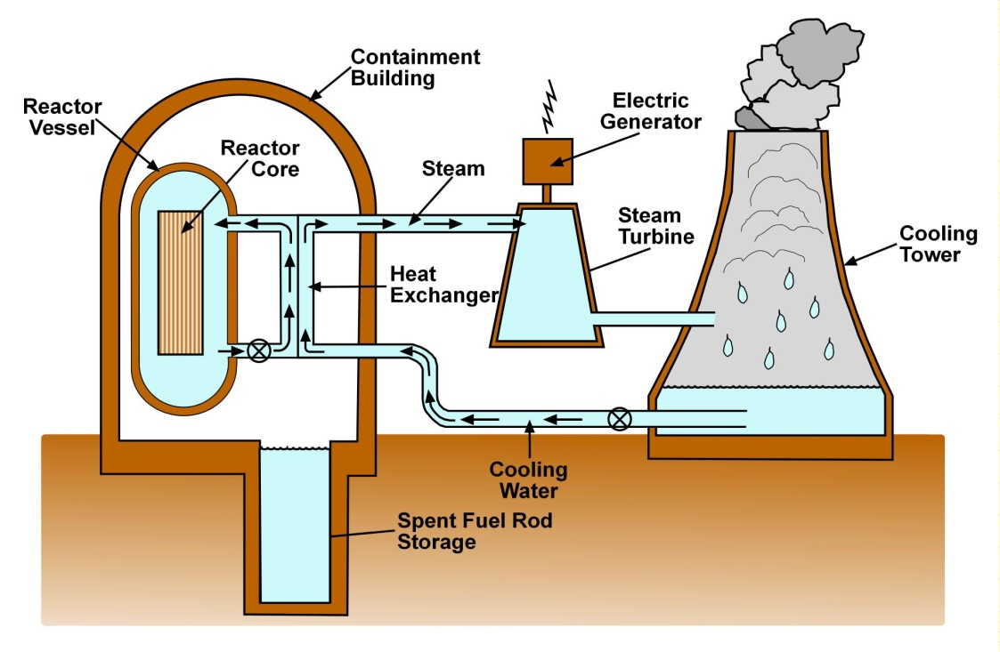 Containment
Building
Reactor
Vessel
Reactor
Core
Steam
Electric
Generator
Steam
Turbine
Cooling
Tower
Heat
Exchanger
Cooling
Water
Spent Fuel Rod
Storage